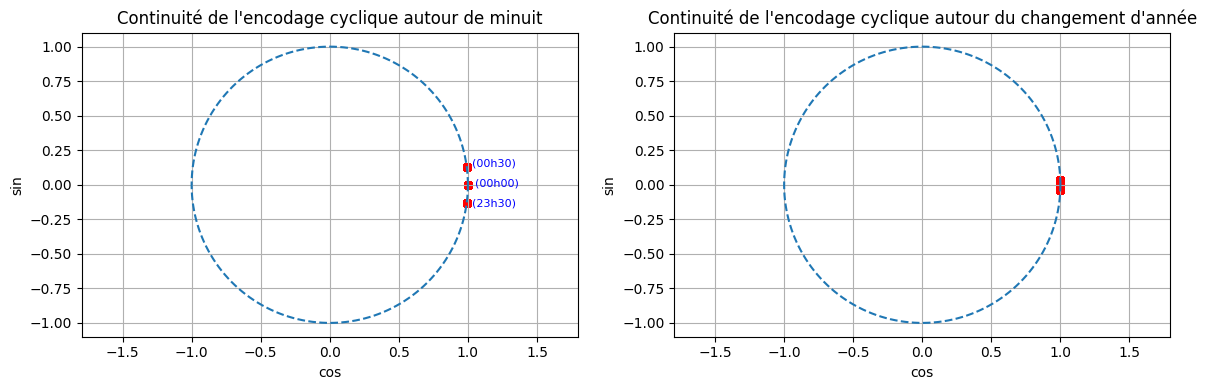 Continuité de l'encodage cyclique autour de minuit
1.00
0.75
0.50
0.25
0.00
−0.25
−0.50
−0.75
−1.00
sin
(00h30)
(00h00)
(23h30)
−1.5 −1.0 −0.5 0.0 0.5 1.0 1.5
cos
Continuité de l'encodage cyclique autour du changement d'année
1.00
0.75
0.50
0.25
0.00
−0.25
−0.50
−0.75
−1.00
sin
−1.5 −1.0 −0.5 0.0 0.5 1.0 1.5
cos